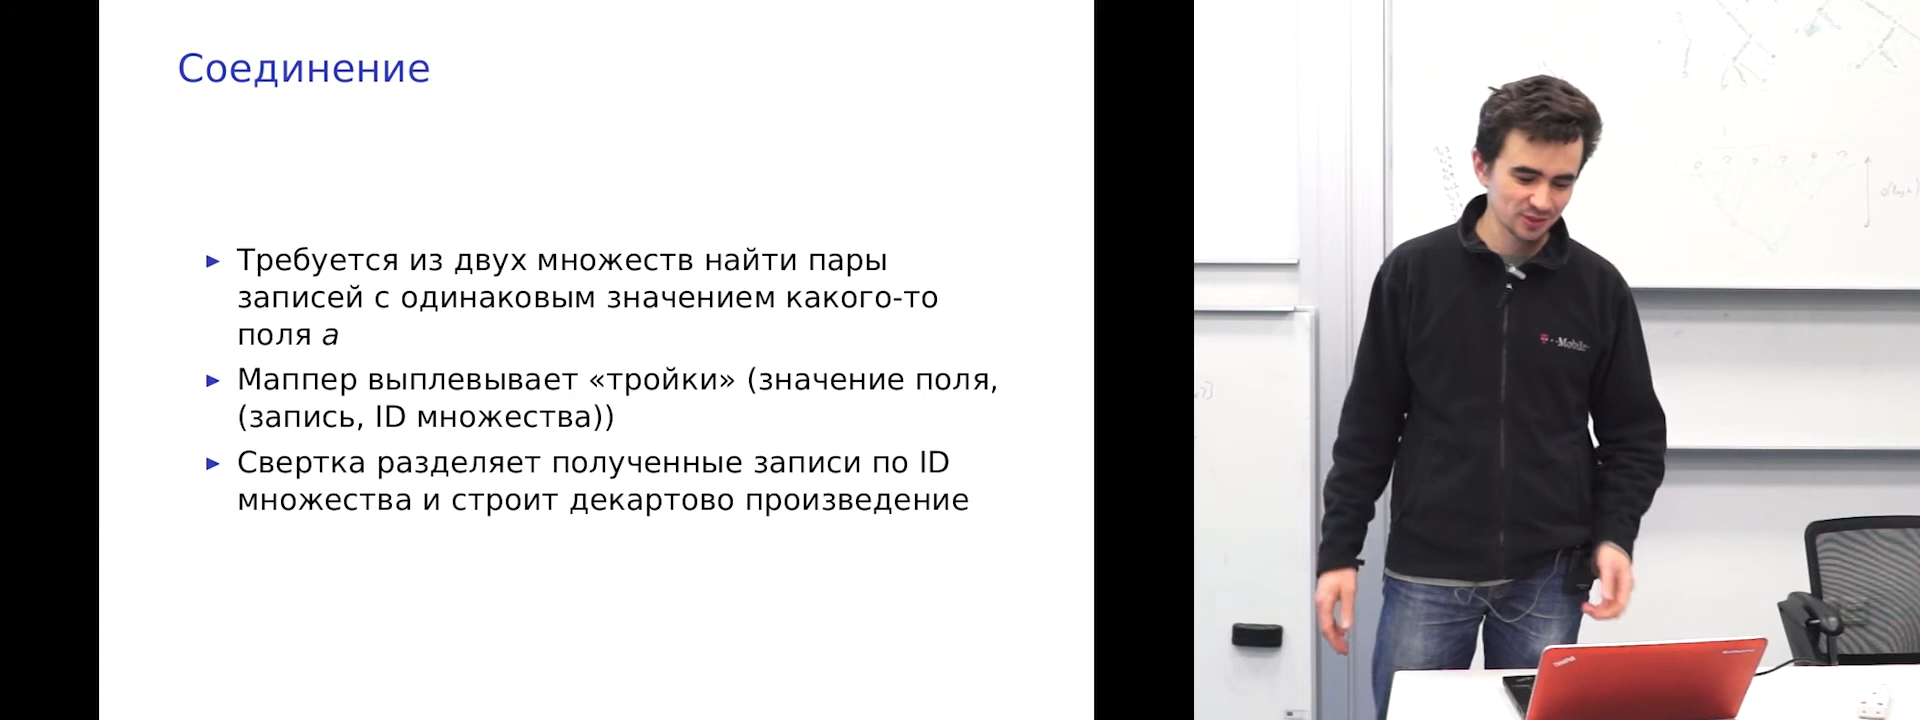 Соединение
▸ Требуется из двух множеств найти пары
записей с одинаковым значением какого-то
поля a
▸ Маппер выплевывает «тройки» (значение поля,
(запись, ID множества))
▸ Свертка разделяет полученные записи по ID
множества и строит декартово произведение
T··Mobile·
ThinkPad